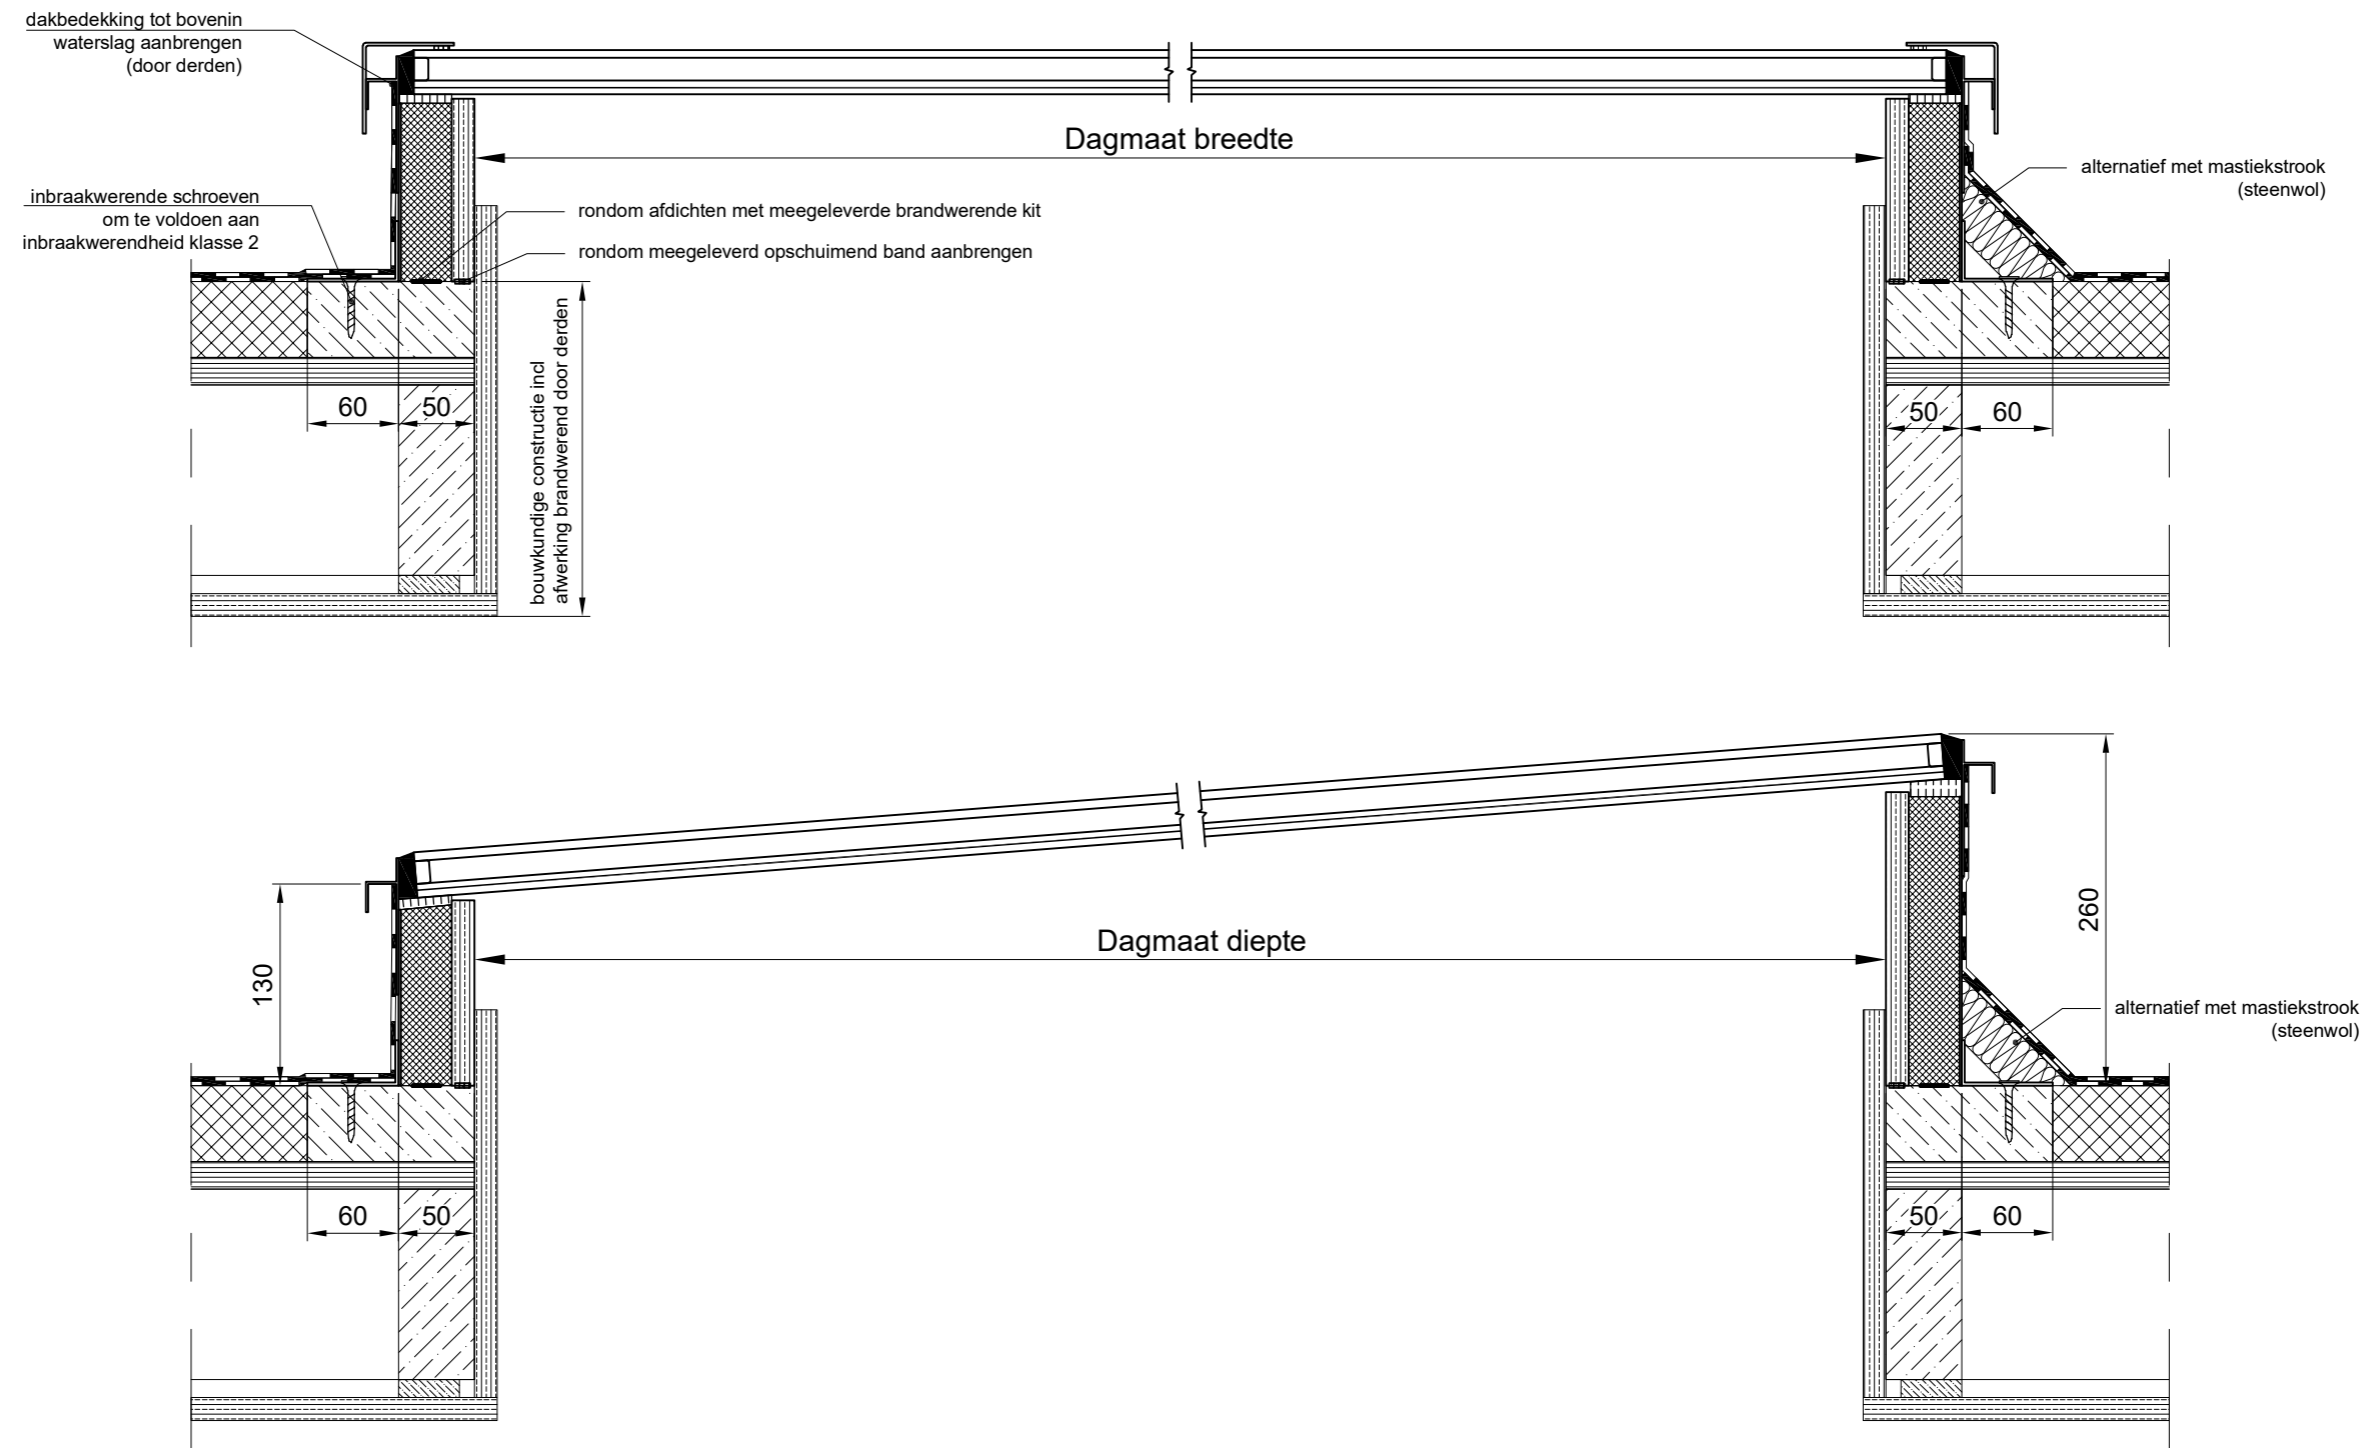 dakbedekking tot bovenin
waterslag aanbrengen
(door derden)
Dagmaat breedte
alternatief met mastiekstrook
(steenwol)
inbraakwerende schroeven
om te voldoen aan
inbraakwerendheid klasse 2
rondom afdichten met meegeleverde brandwerende kit
rondom meegeleverd opschuimend band aanbrengen
bouwkundige constructie incl
afwerking brandwerend door derden
60
50
50
60
260
Dagmaat diepte
130
alternatief met mastiekstrook
(steenwol)
60
50
50
60